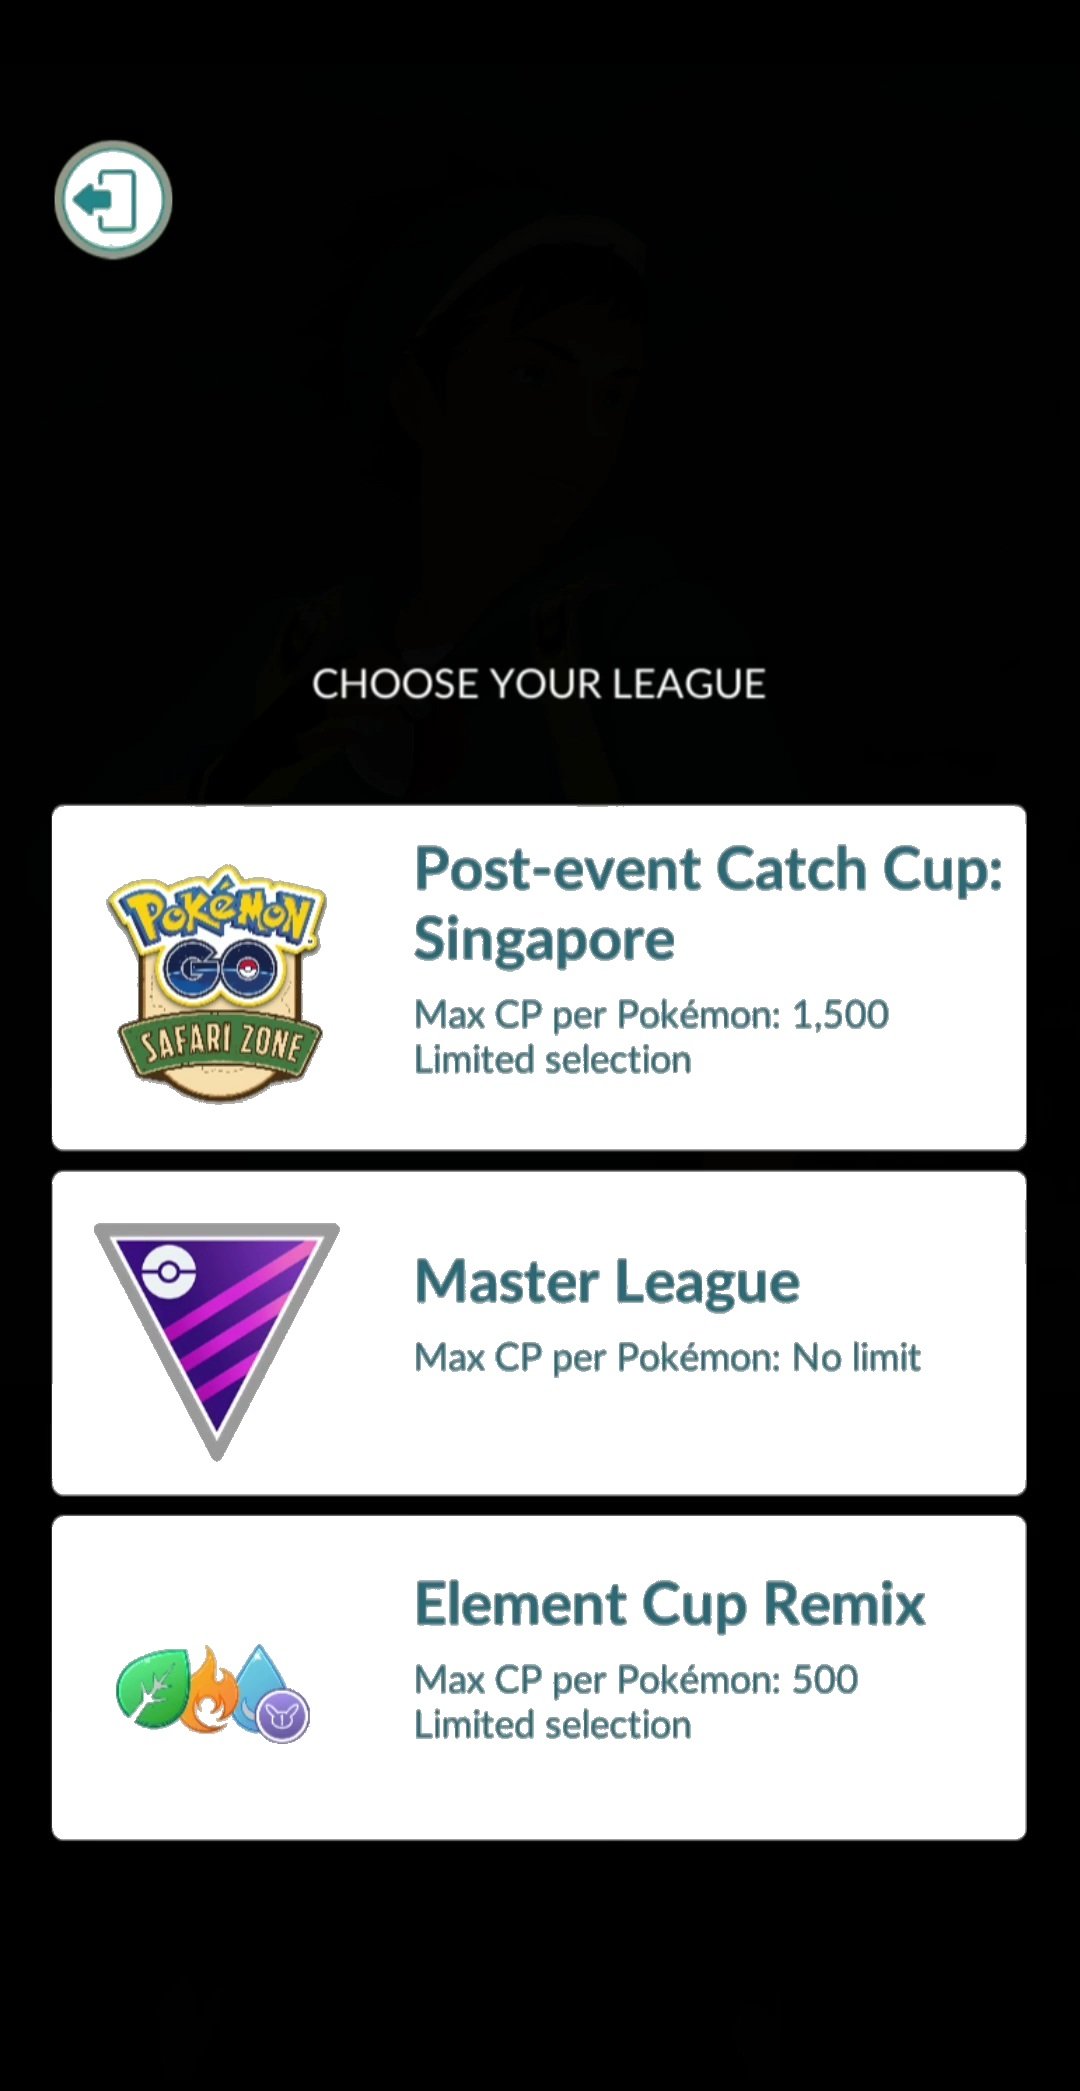 CHOOSE YOUR LEAGUE
POKéMON
GO
SAFARI ZONE
Post-event Catch Cup:
Singapore
Max CP per Pokémon: 1,500
Limited selection
Master League
Max CP per Pokémon: No limit
Element Cup Remix
Max CP per Pokémon: 500
Limited selection